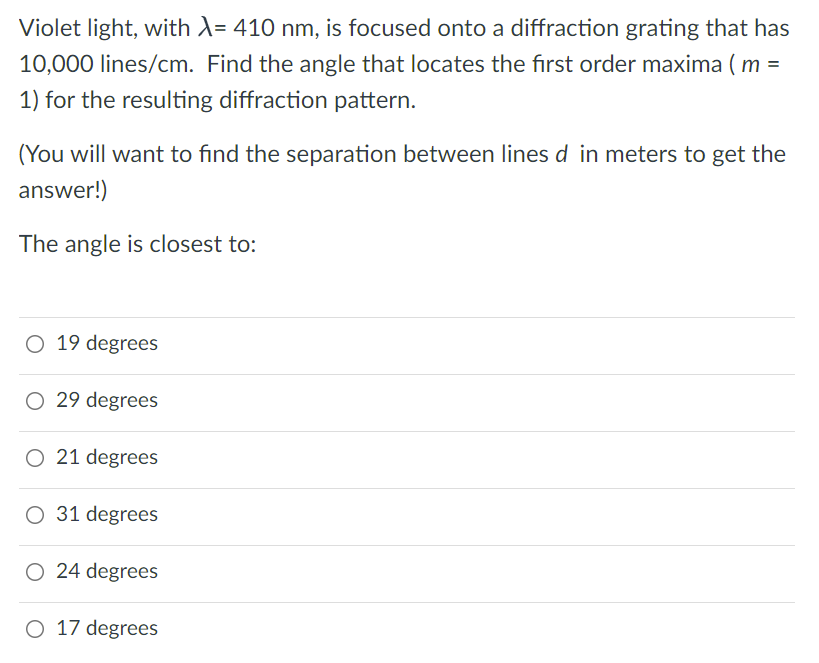 Violet light, with λ= 410 nm, is focused onto a diffraction grating that has
10,000 lines/cm.  Find the angle that locates the first order maxima ( m =
1) for the resulting diffraction pattern.
(You will want to find the separation between lines d  in meters to get the
answer!)
The angle is closest to:
19 degrees
29 degrees
21 degrees
31 degrees
24 degrees
17 degrees